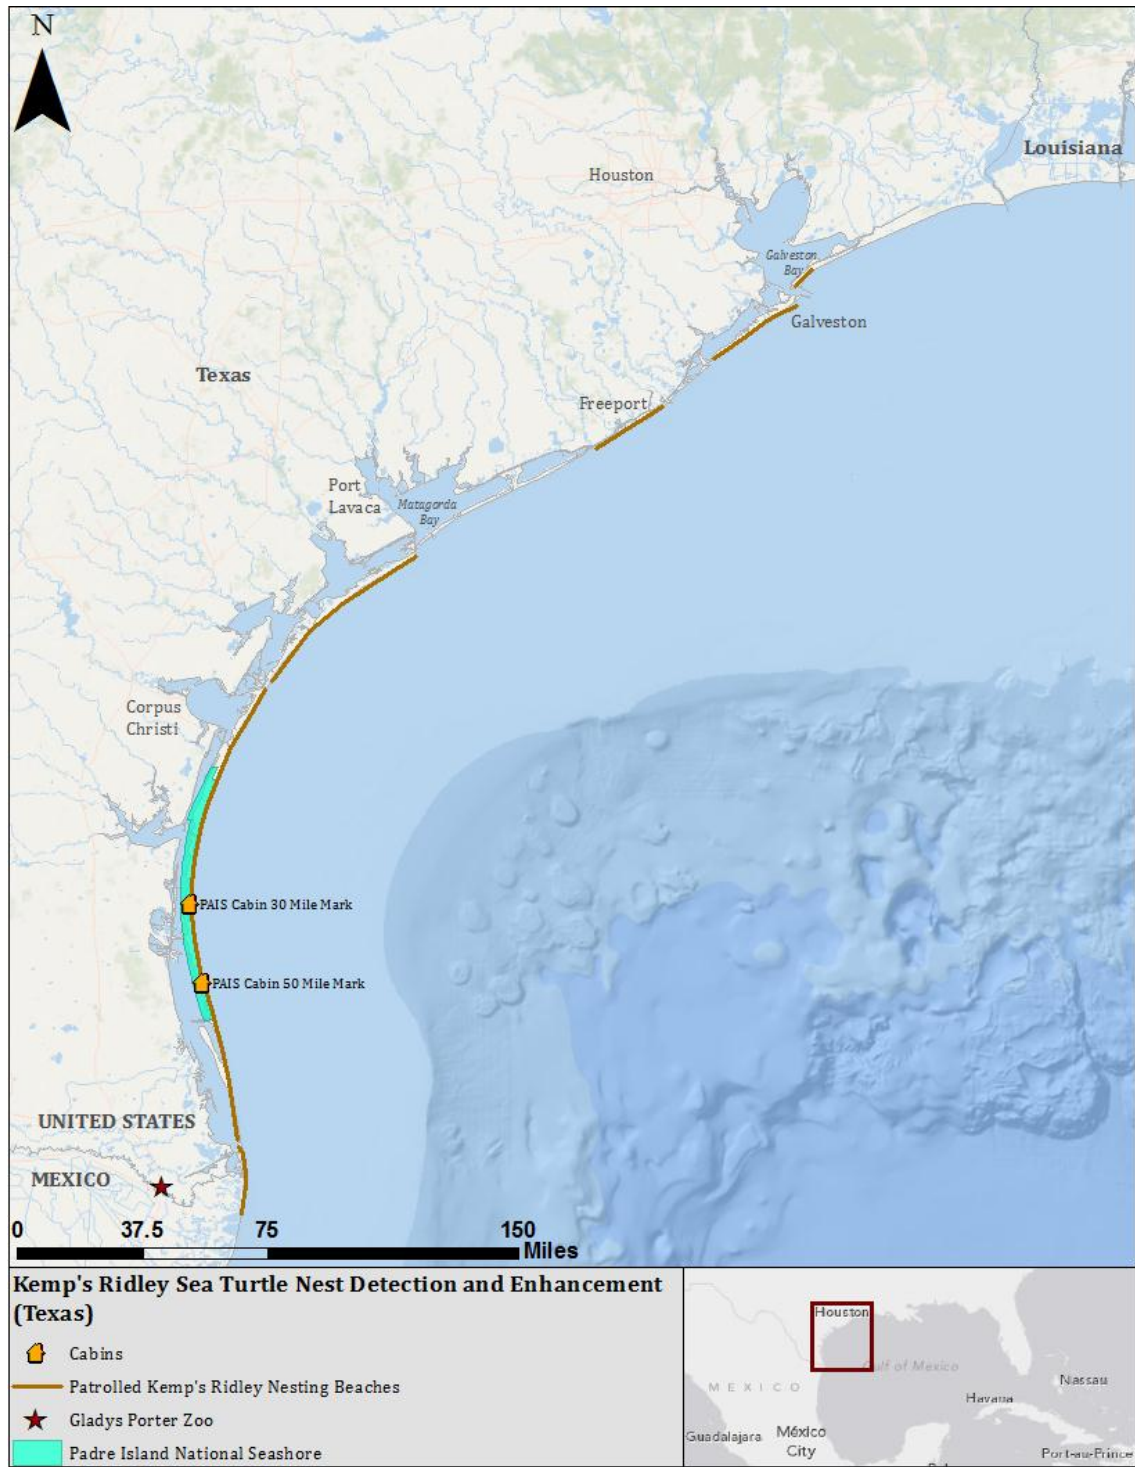 N
Louisiana
Houston
Galveston
Bay
Galveston
Texas
Freeport
Port
Lavaca
Matagorda
Bay
Corpus
Christi
PAIS Cabin 30 Mile Mark
PAIS Cabin 50 Mile Mark
UNITED STATES
MEXICO
0 37.5 75 150
Miles
Kemp's Ridley Sea Turtle Nest Detection and Enhancement
(Texas)
Cabins
Patrolled Kemp's Ridley Nesting Beaches
Gladys Porter Zoo
Padre Island National Seashore
Houston
Gulf of Mexico
MEXICO
Nassau
Havana
Guadalajara
México
City
Port-au-Prince